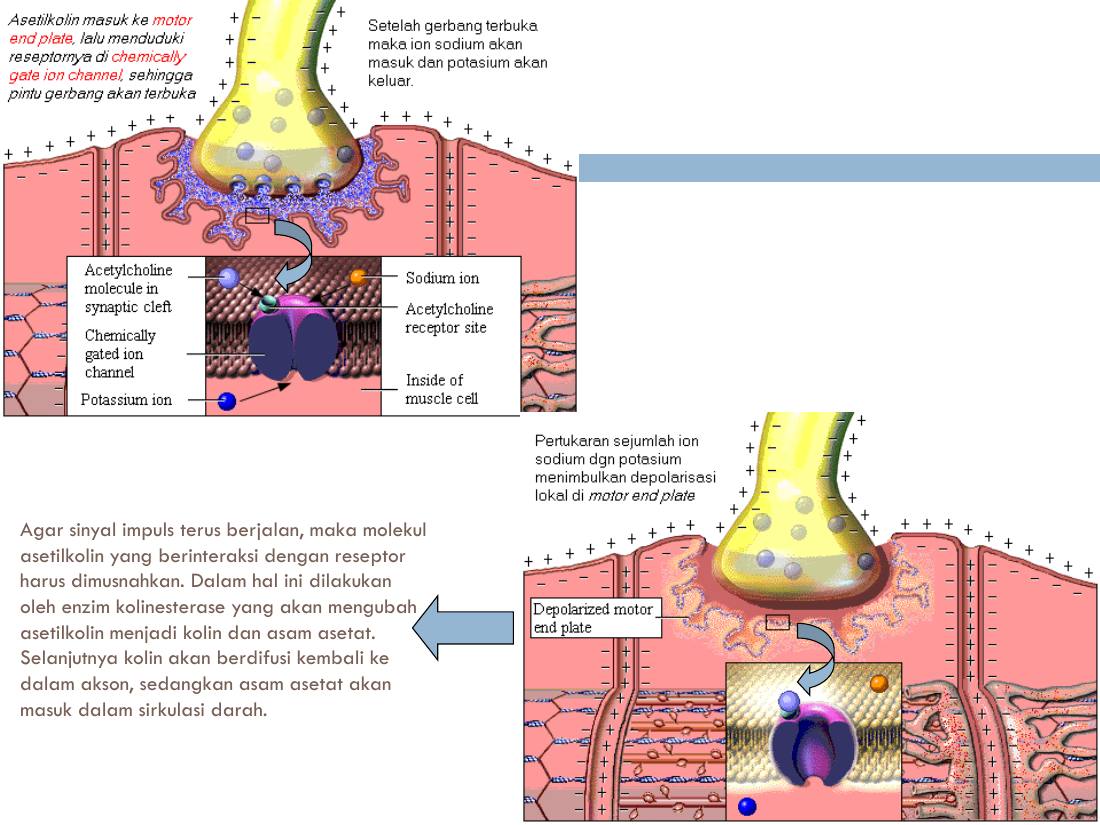 Asetilkolin masuk ke motor
end plate, lalu menduduki
reseptornya di chemically
gate ion channel, sehingga
pintu gerbang akan terbuka
Setelah gerbang terbuka
maka ion sodium akan
masuk dan potasium akan
keluar.
Acetylcholine
molecule in
synaptic cleft
Chemically
gated ion
channel
Potassium ion
Sodium ion
Acetylcholine
receptor site
Inside of
muscle cell
Pertukaran sejumlah ion
sodium dgn potasium
menimbulkan depolarisasi
lokal di motor end plate
Depolarized motor
end plate
Agar sinyal impuls terus berjalan, maka molekul
asetilkolin yang berinteraksi dengan reseptor
harus dimusnahkan. Dalam hal ini dilakukan
oleh enzim kolinesterase yang akan mengubah
asetilkolin menjadi kolin dan asam asetat.
Selanjutnya kolin akan berdifusi kembali ke
dalam akson, sedangkan asam asetat akan
masuk dalam sirkulasi darah.